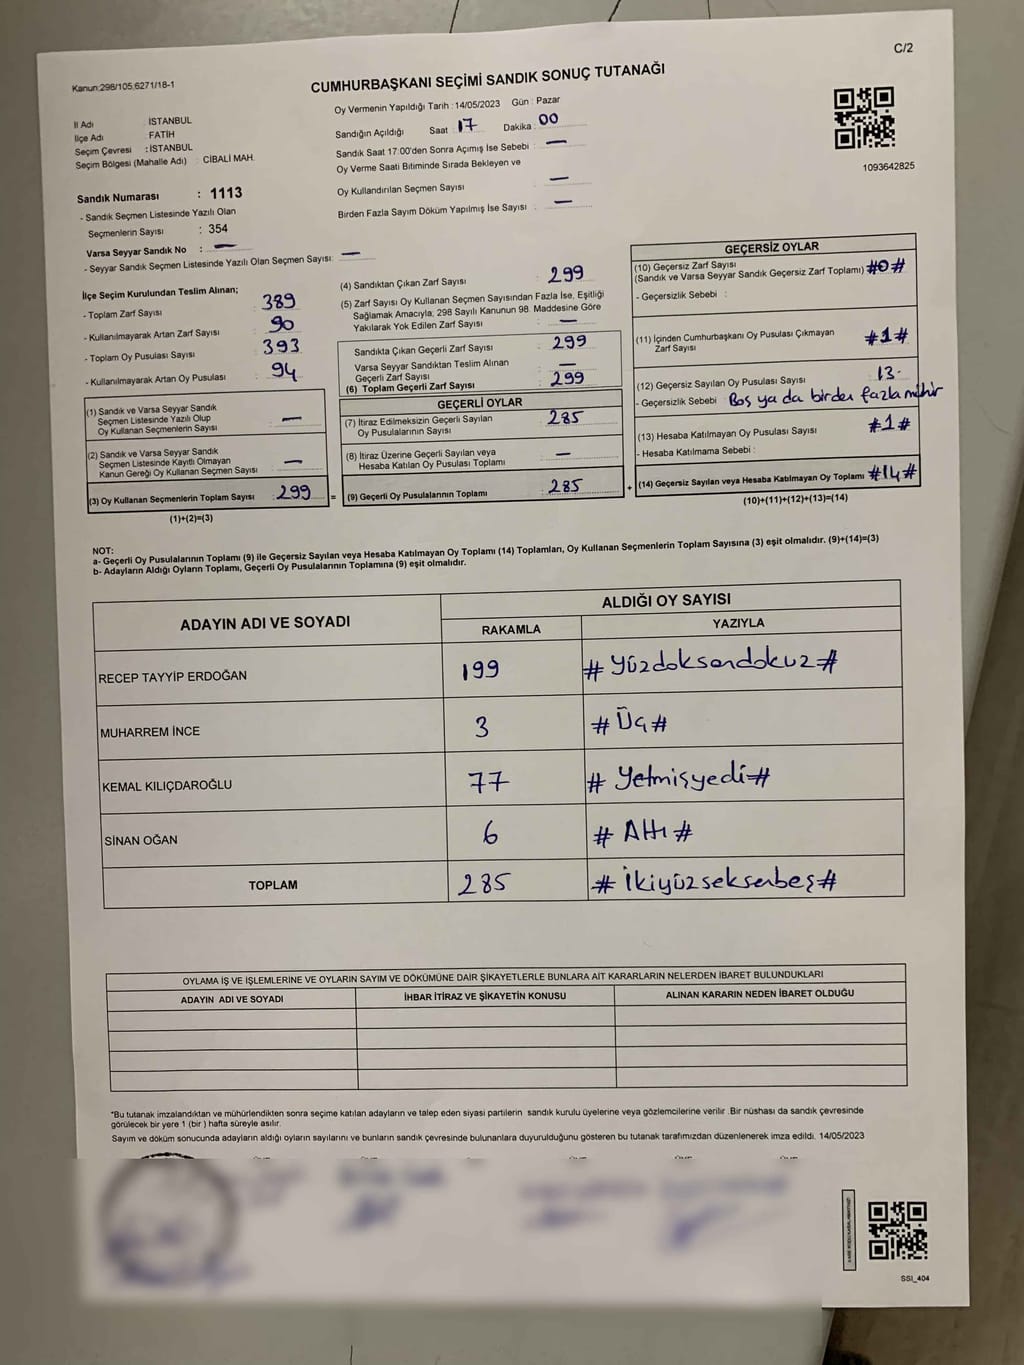 C/2
Kanun:298/105,6271/18-1
CUMHURBAŞKANI SEÇİMİ SANDIK SONUÇ TUTANAĞI
İl Adı : İSTANBUL
İlçe Adı : FATİH
Seçim Çevresi : İSTANBUL
Seçim Bölgesi (Mahalle Adı) : CİBALİ MAH.
Oy Vermenin Yapıldığı Tarih : 14/05/2023 Gün : Pazar
Sandığın Açıldığı Saat 17 Dakika 00
Sandık Saat 17:00'den Sonra Açımış İse Sebebi : —
Oy Verme Saati Bitiminde Sırada Bekleyen ve
Oy Kullandırılan Seçmen Sayısı : —
Birden Fazla Sayım Döküm Yapılmış İse Sayısı : —
1093642825
Sandık Numarası : 1113
- Sandık Seçmen Listesinde Yazılı Olan
Seçmenlerin Sayısı : 354
Varsa Seyyar Sandık No : —
- Seyyar Sandık Seçmen Listesinde Yazılı Olan Seçmen Sayısı: —
İlçe Seçim Kurulundan Teslim Alınan;
- Toplam Zarf Sayısı : 389
- Kullanılmayarak Artan Zarf Sayısı : 90
- Toplam Oy Pusulası Sayısı : 393
- Kullanılmayarak Artan Oy Pusulası : 94
(1) Sandık ve Varsa Seyyar Sandık
Seçmen Listesinde Yazılı Olup
Oy Kullanan Seçmenlerin Sayısı : —
(2) Sandık ve Varsa Seyyar Sandık
Seçmen Listesinde Kayıtlı Olmayan
Kanun Gereği Oy Kullanan Seçmen Sayısı : —
(3) Oy Kullanan Seçmenlerin Toplam Sayısı : 299 =
(1)+(2)=(3)
(4) Sandıktan Çıkan Zarf Sayısı : 299
(5) Zarf Sayısı Oy Kullanan Seçmen Sayısından Fazla İse, Eşitliği
Sağlamak Amacıyla; 298 Sayılı Kanunun 98. Maddesine Göre
Yakılarak Yok Edilen Zarf Sayısı : —
Sandıkta Çıkan Geçerli Zarf Sayısı : 299
Varsa Seyyar Sandıktan Teslim Alınan
Geçerli Zarf Sayısı : —
(6) Toplam Geçerli Zarf Sayısı : 299
GEÇERLİ OYLAR
(7) İtiraz Edilmeksizin Geçerli Sayılan
Oy Pusulalarının Sayısı : 285
(8) İtiraz Üzerine Geçerli Sayılan veya
Hesaba Katılan Oy Pusulası Toplamı : —
(9) Geçerli Oy Pusulalarının Toplamı : 285 +
GEÇERSİZ OYLAR
(10) Geçersiz Zarf Sayısı
(Sandık ve Varsa Seyyar Sandık Geçersiz Zarf Toplamı) #0#
- Geçersizlik Sebebi :
(11) İçinden Cumhurbaşkanı Oy Pusulası Çıkmayan
Zarf Sayısı #1#
(12) Geçersiz Sayılan Oy Pusulası Sayısı 13-
- Geçersizlik Sebebi Boş ya da birden fazla mühür
(13) Hesaba Katılmayan Oy Pusulası Sayısı #1#
- Hesaba Katılmama Sebebi :
(14) Geçersiz Sayılan veya Hesaba Katılmayan Oy Toplamı #14#
(10)+(11)+(12)+(13)=(14)
NOT:
a- Geçerli Oy Pusulalarının Toplamı (9) ile Geçersiz Sayılan veya Hesaba Katılmayan Oy Toplamı (14) Toplamları, Oy Kullanan Seçmenlerin Toplam Sayısına (3) eşit olmalıdır. (9)+(14)=(3)
b- Adayların Aldığı Oyların Toplamı, Geçerli Oy Pusulalarının Toplamına (9) eşit olmalıdır.
ADAYIN ADI VE SOYADI ALDIĞI OY SAYISI
RAKAMLA YAZIYLA
RECEP TAYYİP ERDOĞAN 199 # Yüzdoksandokuz #
MUHARREM İNCE 3 # Üç #
KEMAL KILIÇDAROĞLU 77 # Yetmişyedi #
SİNAN OĞAN 6 # Altı #
TOPLAM 285 # İkiyüzseksenbeş #
OYLAMA İŞ VE İŞLEMLERİNE VE OYLARIN SAYIM VE DÖKÜMÜNE DAİR ŞİKAYETLERLE BUNLARA AİT KARARLARIN NELERDEN İBARET BULUNDUKLARI
ADAYIN ADI VE SOYADI İHBAR İTİRAZ VE ŞİKAYETİN KONUSU ALINAN KARARIN NEDEN İBARET OLDUĞU
*Bu tutanak imzalandıktan ve mühürlendikten sonra seçime katılan adayların ve talep eden siyasi partilerin sandık kurulu üyelerine veya gözlemcilerine verilir .Bir nüshası da sandık çevresinde
görülecek bir yere 1 (bir ) hafta süreyle asılır.
Sayım ve döküm sonucunda adayların aldığı oyların sayılarını ve bunların sandık çevresinde bulunanlara duyurulduğunu gösteren bu tutanak tarafımızdan düzenlenerek imza edildi. 14/05/2023
SSI_404